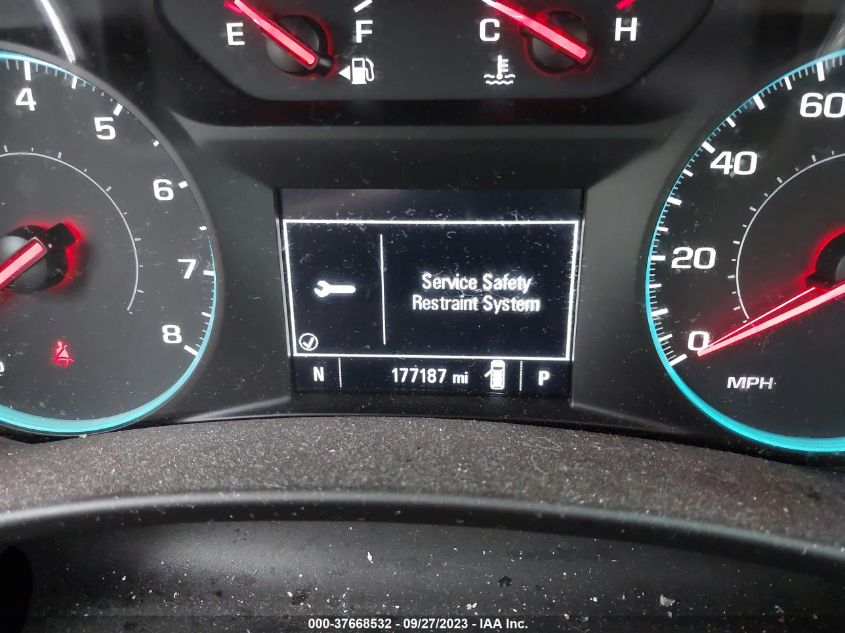 E F C H
4
5
6
7
8
60
40
20
0
MPH
Service Safety
Restraint System
N 177187 mi P
000-37668532 - 09/27/2023 - IAA Inc.